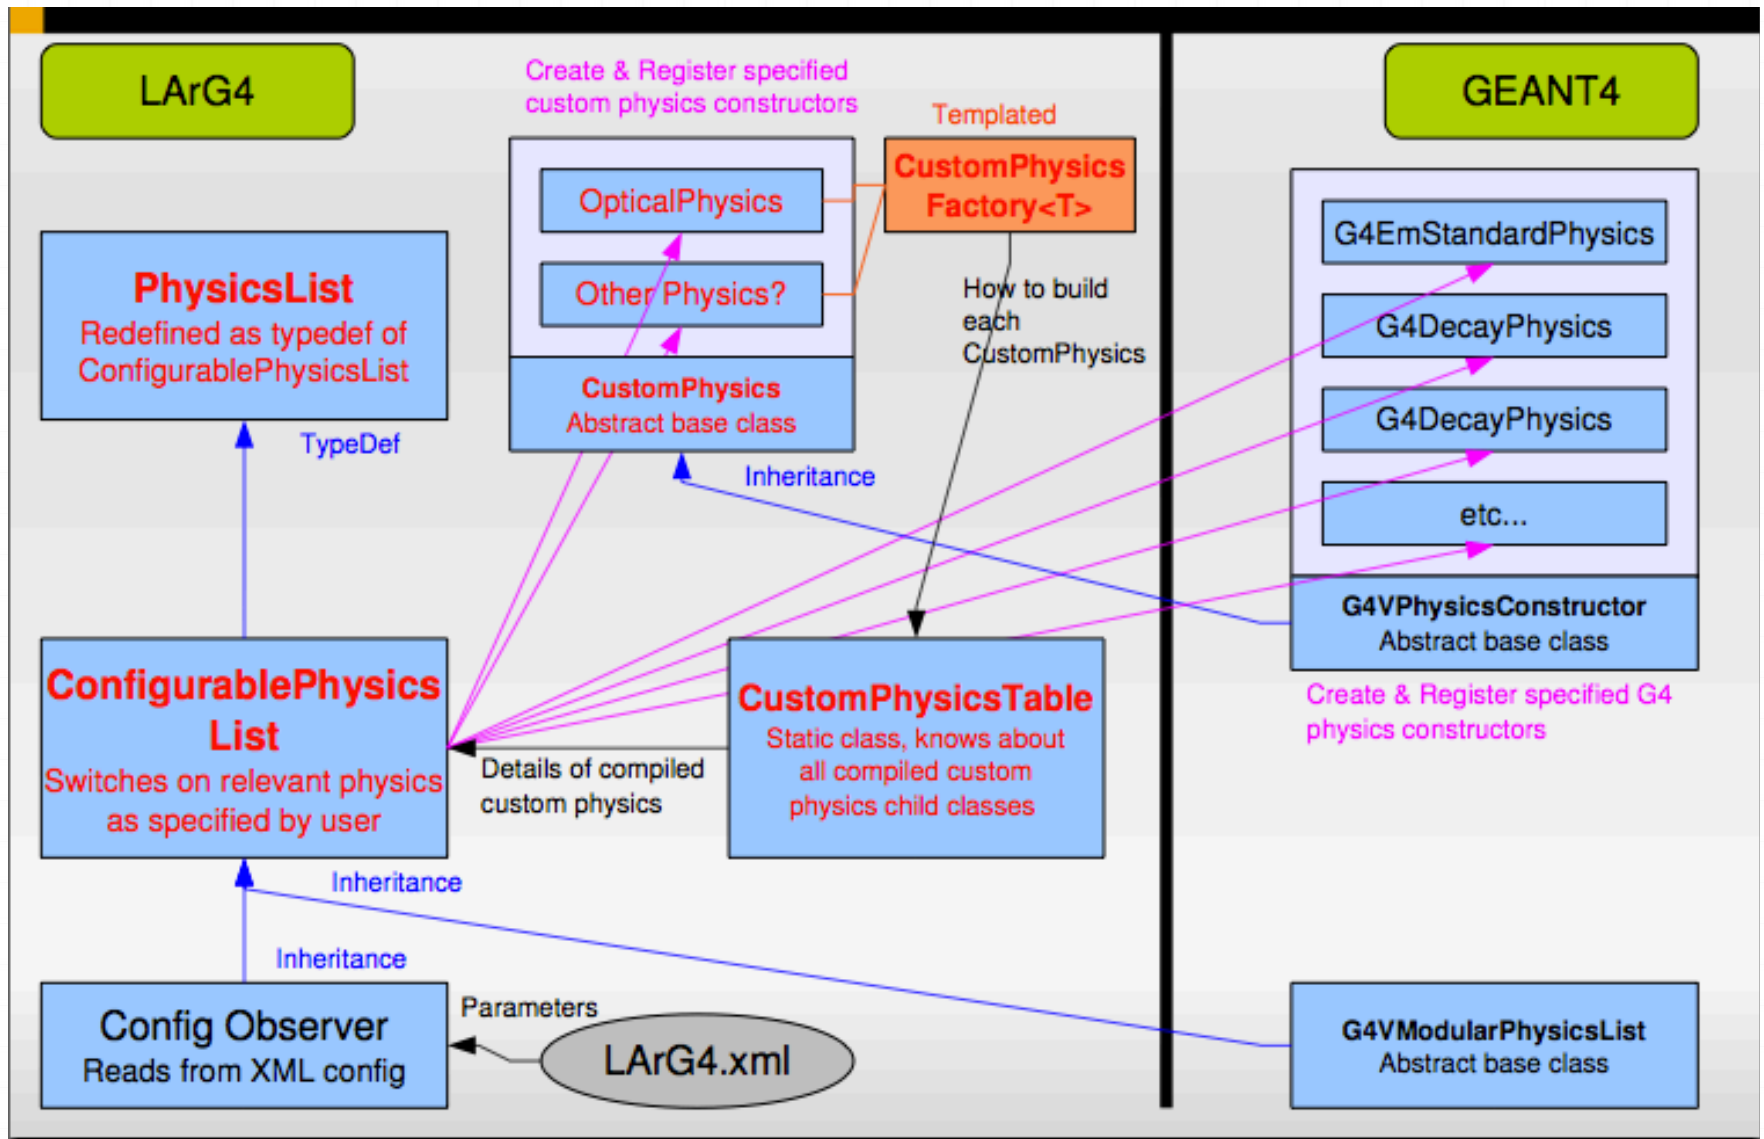 LArG4
Create & Register specified
custom physics constructors
GEANT4
Templated
CustomPhysics
Factory<T>
OpticalPhysics
Other Physics?
CustomPhysics
Abstract base class
How to build
each
CustomPhysics
G4EmStandardPhysics
G4DecayPhysics
G4DecayPhysics
etc...
G4VPhysicsConstructor
Abstract base class
Create & Register specified G4
physics constructors
PhysicsList
Redefined as typedef of
ConfigurablePhysicsList
TypeDef
Inheritance
ConfigurablePhysics
List
Switches on relevant physics
as specified by user
Details of compiled
custom physics
CustomPhysicsTable
Static class, knows about
all compiled custom
physics child classes
Inheritance
Inheritance
Config Observer
Reads from XML config
Parameters
LArG4.xml
G4VModularPhysicsList
Abstract base class